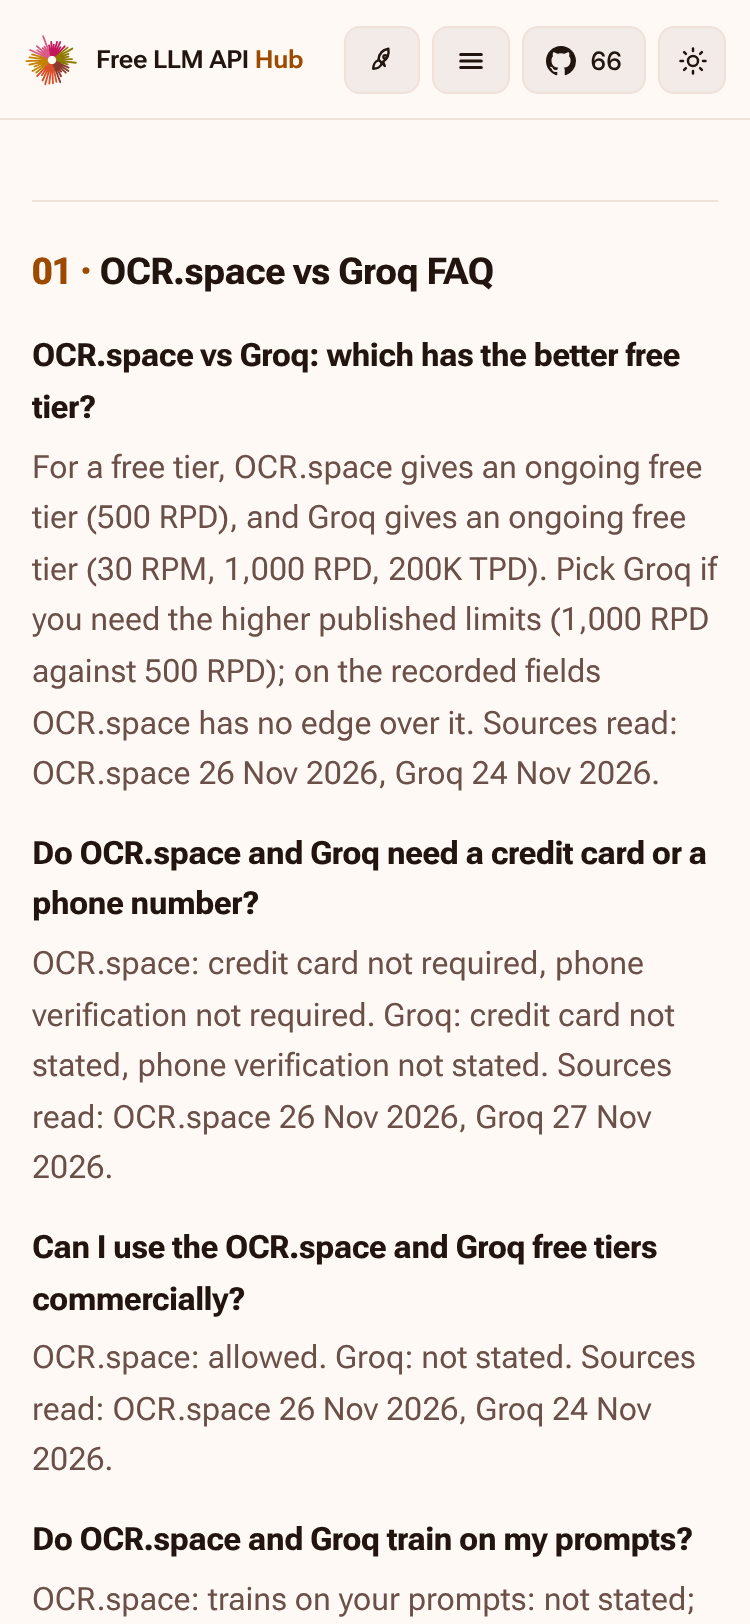 Free LLM API Hub
66
01 · OCR.space vs Groq FAQ
OCR.space vs Groq: which has the better free
tier?
For a free tier, OCR.space gives an ongoing free
tier (500 RPD), and Groq gives an ongoing free
tier (30 RPM, 1,000 RPD, 200K TPD). Pick Groq if
you need the higher published limits (1,000 RPD
against 500 RPD); on the recorded fields
OCR.space has no edge over it. Sources read:
OCR.space 26 Nov 2026, Groq 24 Nov 2026.
Do OCR.space and Groq need a credit card or a
phone number?
OCR.space: credit card not required, phone
verification not required. Groq: credit card not
stated, phone verification not stated. Sources
read: OCR.space 26 Nov 2026, Groq 27 Nov
2026.
Can I use the OCR.space and Groq free tiers
commercially?
OCR.space: allowed. Groq: not stated. Sources
read: OCR.space 26 Nov 2026, Groq 24 Nov
2026.
Do OCR.space and Groq train on my prompts?
OCR.space: trains on your prompts: not stated;